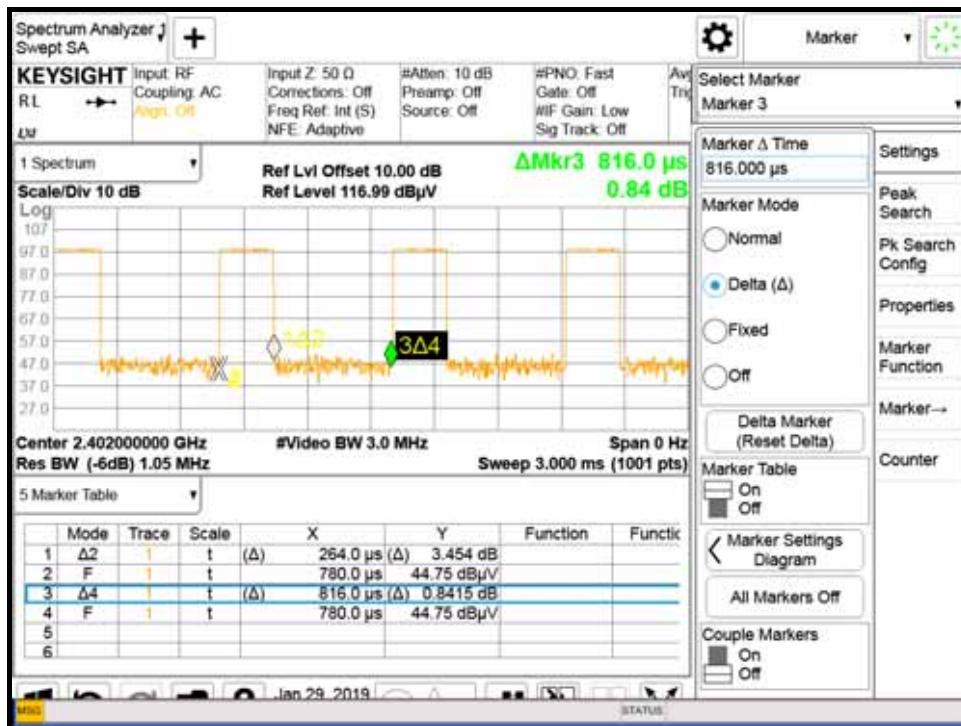 Spectrum Analyzer 1
Swept SA
+
Marker
KEYSIGHT
RL
Input: RF
Coupling: AC
Align: Off
Input Z: 50 Ω
Corrections: Off
Freq Ref: Int (S)
NFE: Adaptive
#Atten: 10 dB
Preamp: Off
Source: Off
#PNO: Fast
Gate: Off
#IF Gain: Low
Sig Track: Off
Select Marker
Marker 3
1 Spectrum
Scale/Div 10 dB
Ref Lvl Offset 10.00 dB
Ref Level 116.99 dBµV
ΔMkr3 816.0 µs
0.84 dB
Log
107
97.0
87.0
77.0
67.0
57.0
47.0
37.0
27.0
1Δ2
3Δ4
Center 2.402000000 GHz
#Video BW 3.0 MHz
Span 0 Hz
Res BW (-6dB) 1.05 MHz
Sweep 3.000 ms (1001 pts)
5 Marker Table
Mode Trace Scale X Y Function
1 Δ2 1 t (Δ) 264.0 µs (Δ) 3.454 dB
2 F 1 t 780.0 µs 44.75 dBµV
3 Δ4 1 t (Δ) 816.0 µs (Δ) 0.8415 dB
4 F 1 t 780.0 µs 44.75 dBµV
5
6
Marker Δ Time
816.000 µs
Marker Mode
Normal
Delta (Δ)
Fixed
Off
Delta Marker
(Reset Delta)
Marker Table
On
Off
Marker Settings
Diagram
All Markers Off
Couple Markers
On
Off
Settings
Peak
Search
Pk Search
Config
Properties
Marker
Function
Marker→
Counter
Jan 29, 2019
MSG
STATUS